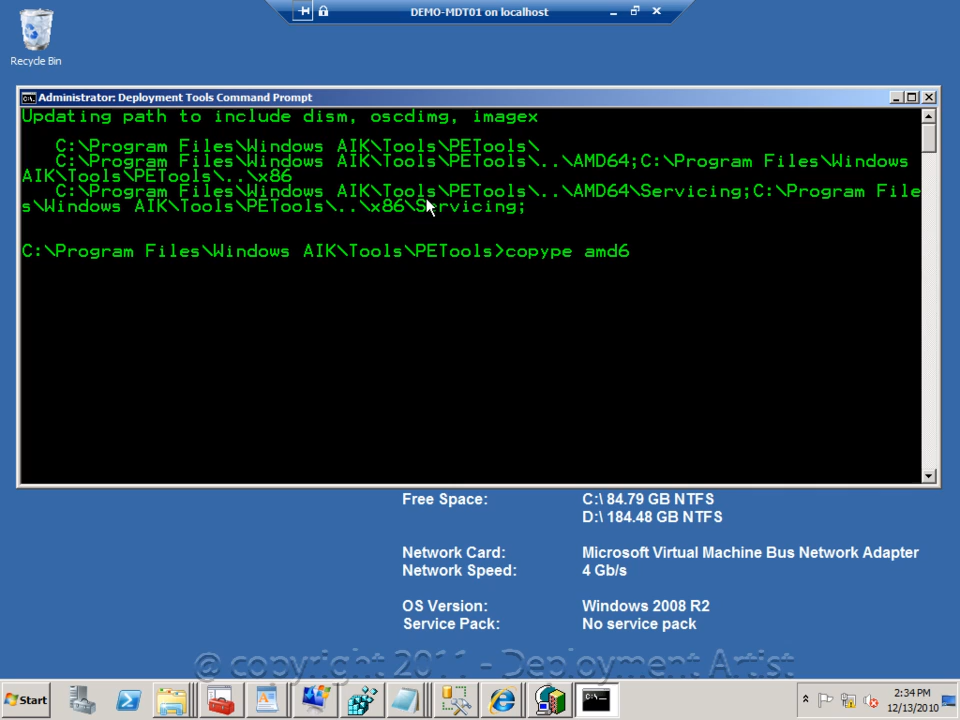 DEMO-MDT01 on localhost
Recycle Bin
Administrator: Deployment Tools Command Prompt
Updating path to include dism, oscdimg, imagex
C:\Program Files\Windows AIK\Tools\PETools\
C:\Program Files\Windows AIK\Tools\PETools\..\AMD64;C:\Program Files\Windows
AIK\Tools\PETools\..\x86
C:\Program Files\Windows AIK\Tools\PETools\..\AMD64\Servicing;C:\Program File
s\Windows AIK\Tools\PETools\..\x86\Servicing;
C:\Program Files\Windows AIK\Tools\PETools>copype amd6
Free Space: C:\ 84.79 GB NTFS
D:\ 184.48 GB NTFS
Network Card: Microsoft Virtual Machine Bus Network Adapter
Network Speed: 4 Gb/s
OS Version: Windows 2008 R2
Service Pack: No service pack
@ copyright 2011 - Deployment Artist
Start
2:34 PM
12/13/2010